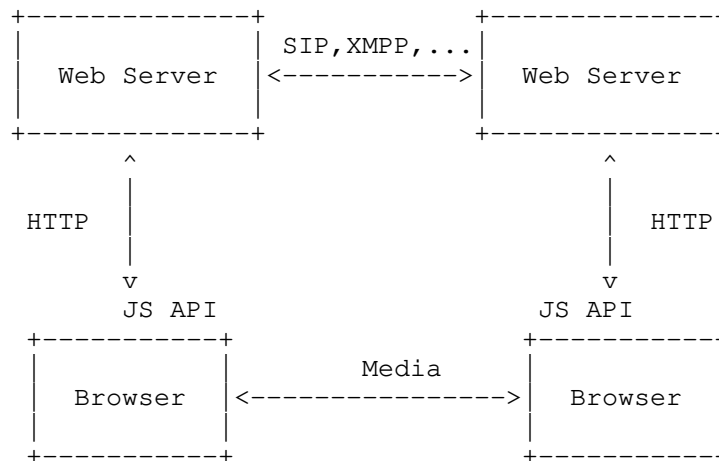 SIP,XMPP,...
Web Server Web Server
HTTP HTTP
JS API JS API
Media
Browser Browser